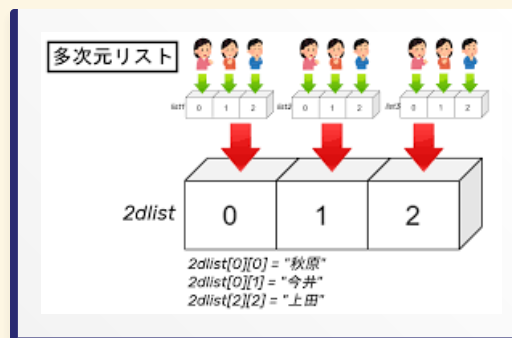 多次元リスト
list1 0 1 2 list2 0 1 2 list3 0 1 2
2dlist 0 1 2
2dlist[0][0] = "秋原"
2dlist[0][1] = "今井"
2dlist[2][2] = "上田"